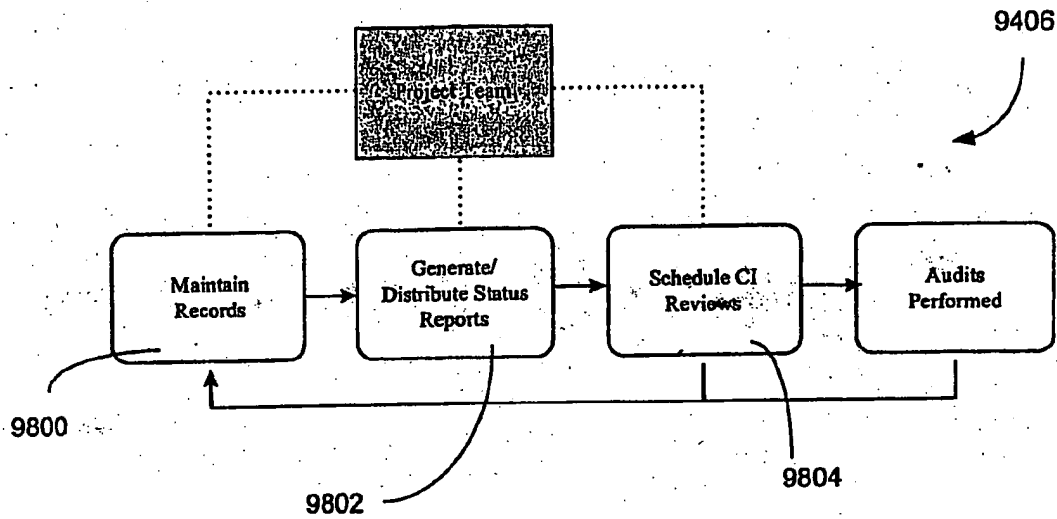 9406
Project Team
Maintain
Records
Generate/
Distribute Status
Reports
Schedule CI
Reviews
Audits
Performed
9800
9802
9804